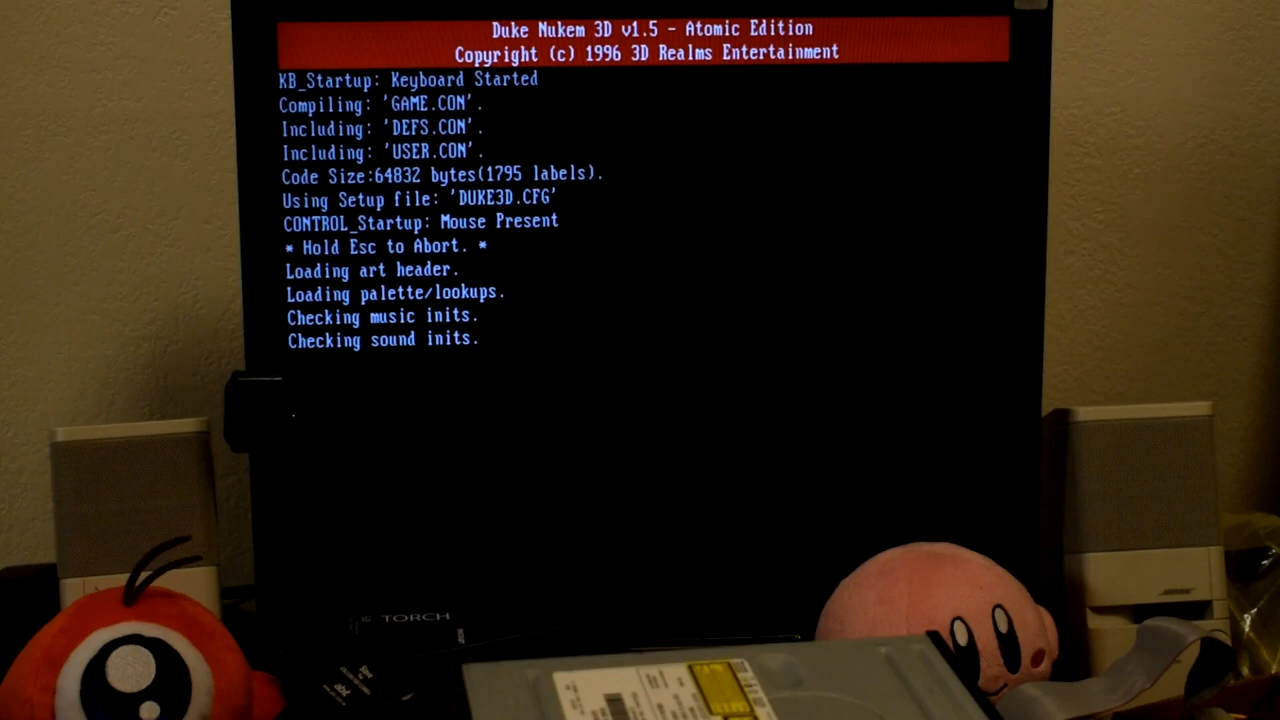 Duke Nukem 3D v1.5 - Atomic Edition
Copyright (c) 1996 3D Realms Entertainment
KB_Startup: Keyboard Started
Compiling: 'GAME.CON'.
Including: 'DEFS.CON'.
Including: 'USER.CON'.
Code Size:64832 bytes(1795 labels).
Using Setup file: 'DUKE3D.CFG'
CONTROL_Startup: Mouse Present
* Hold Esc to Abort. *
Loading art header.
Loading palette/lookups.
Checking music inits.
Checking sound inits.
TORCH
BOSE